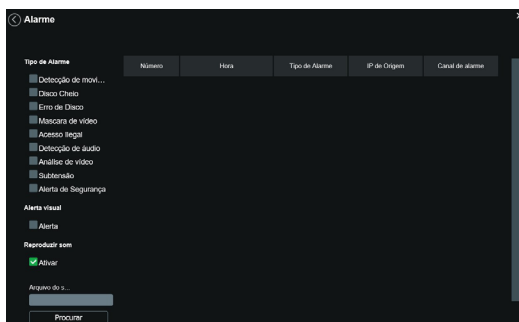 Alarme
Tipo de Alarme
Número Hora Tipo de Alarme IP de Origem Canal de alarme
Detecção de movi...
Disco Cheio
Erro de Disco
Mascara de vídeo
Acesso Ilegal
Detecção de áudio
Análise de vídeo
Subtensão
Alerta de Segurança
Alerta visual
Alerta
Reproduzir som
Ativar
Arquivo do s...
Procurar